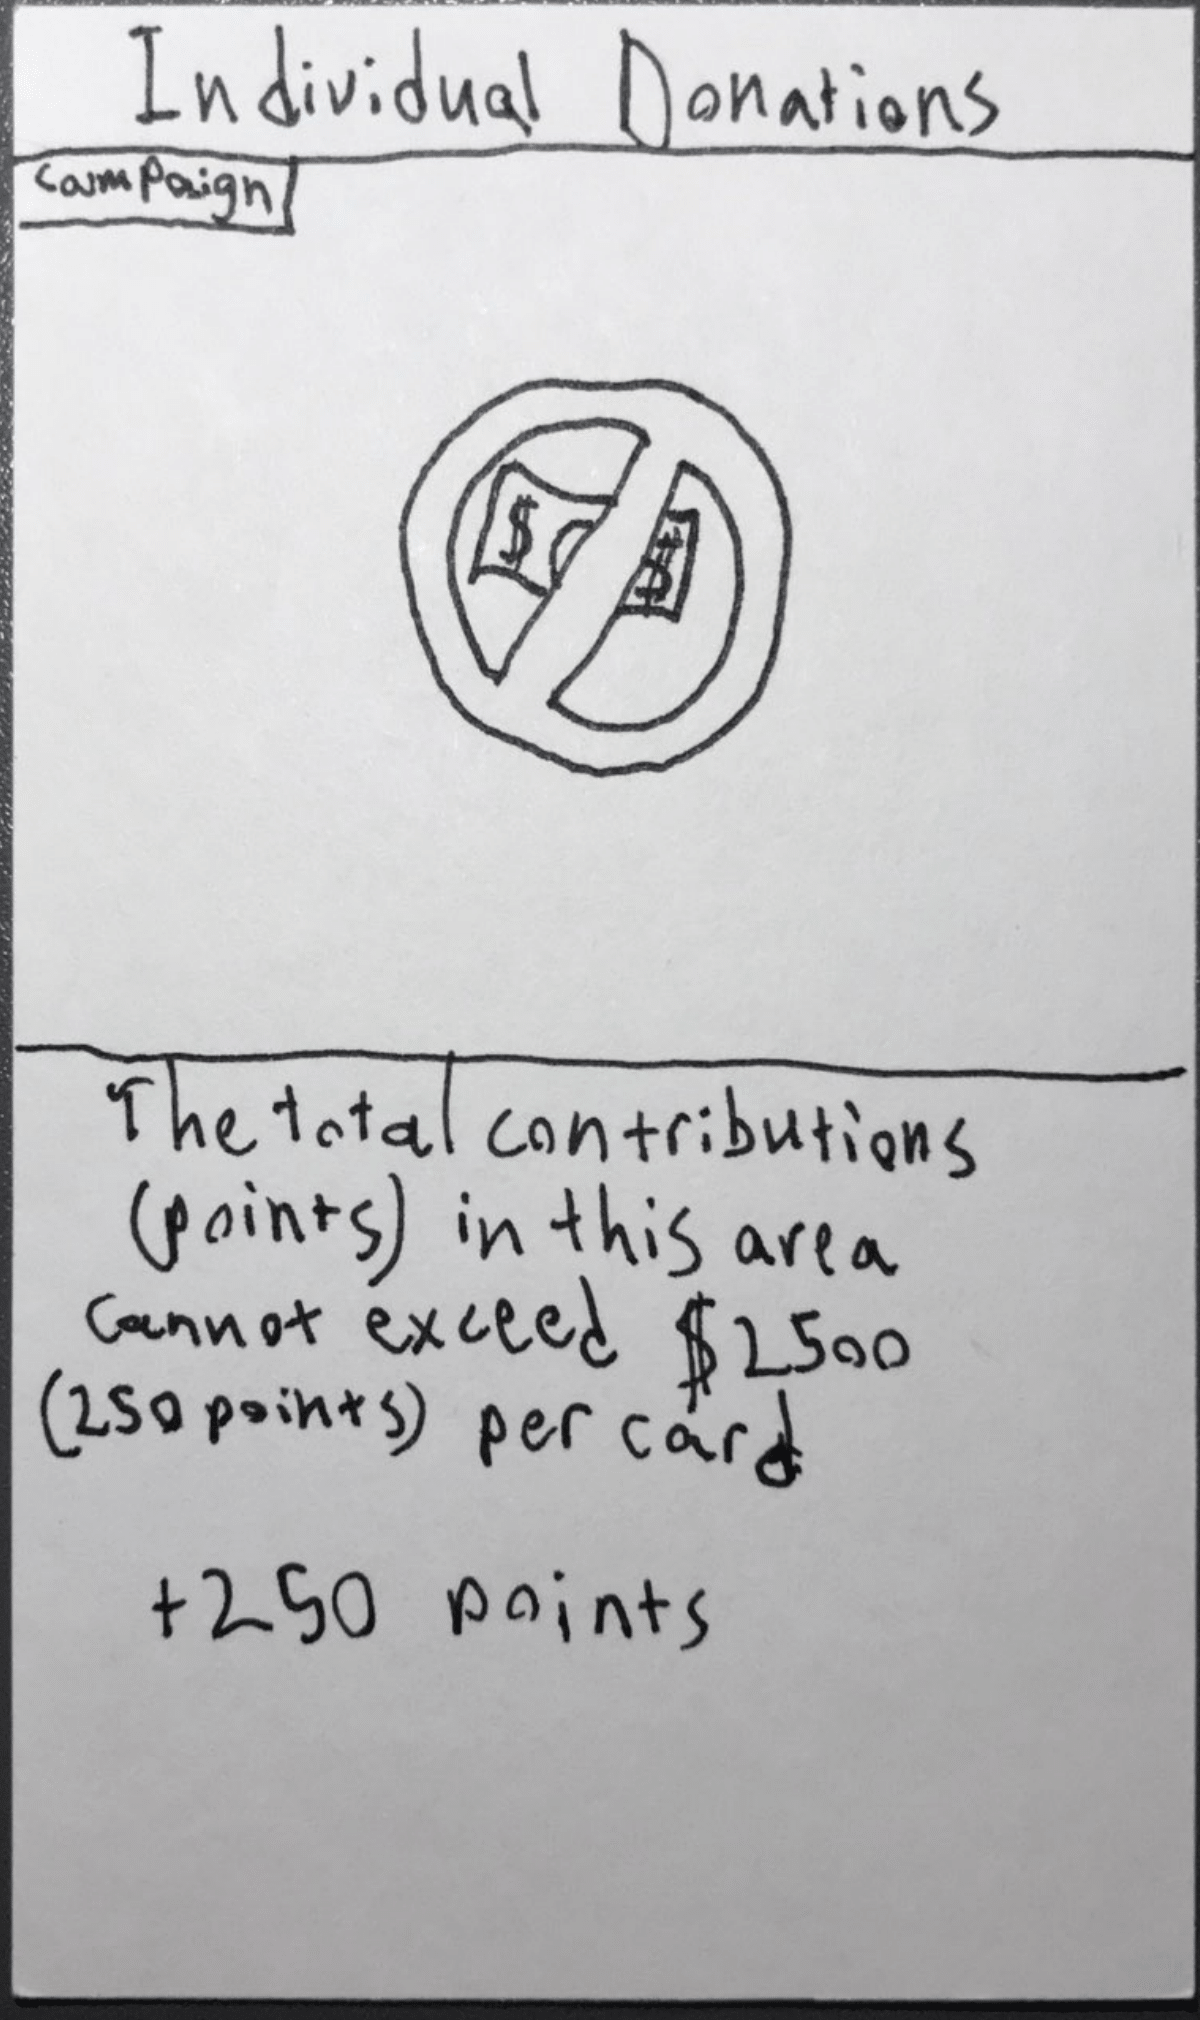 Individual Donations
campaign
$ $
The total contributions
(points) in this area
cannot exceed $2500
(250 points) per card
+250 points